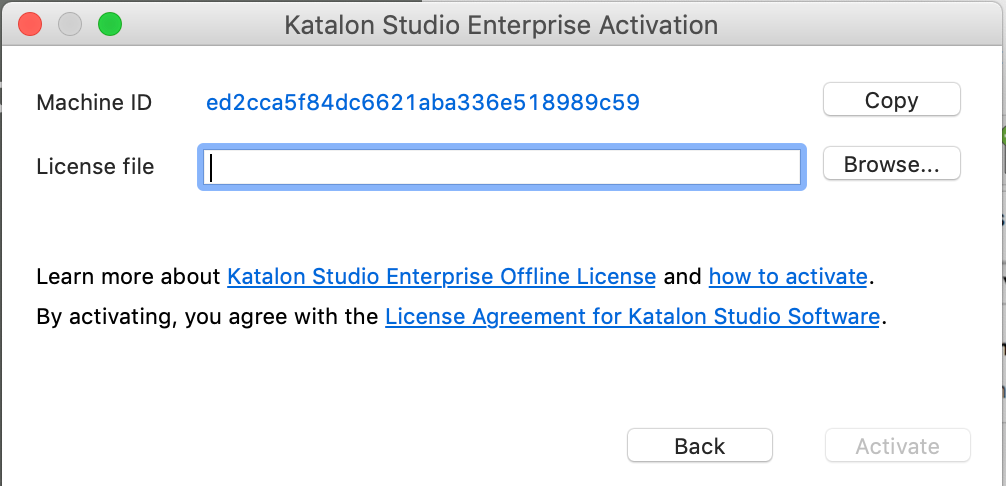 Katalon Studio Enterprise Activation
Machine ID ed2cca5f84dc6621aba336e518989c59 Copy
License file Browse...
Learn more about Katalon Studio Enterprise Offline License and how to activate.
By activating, you agree with the License Agreement for Katalon Studio Software.
Back Activate